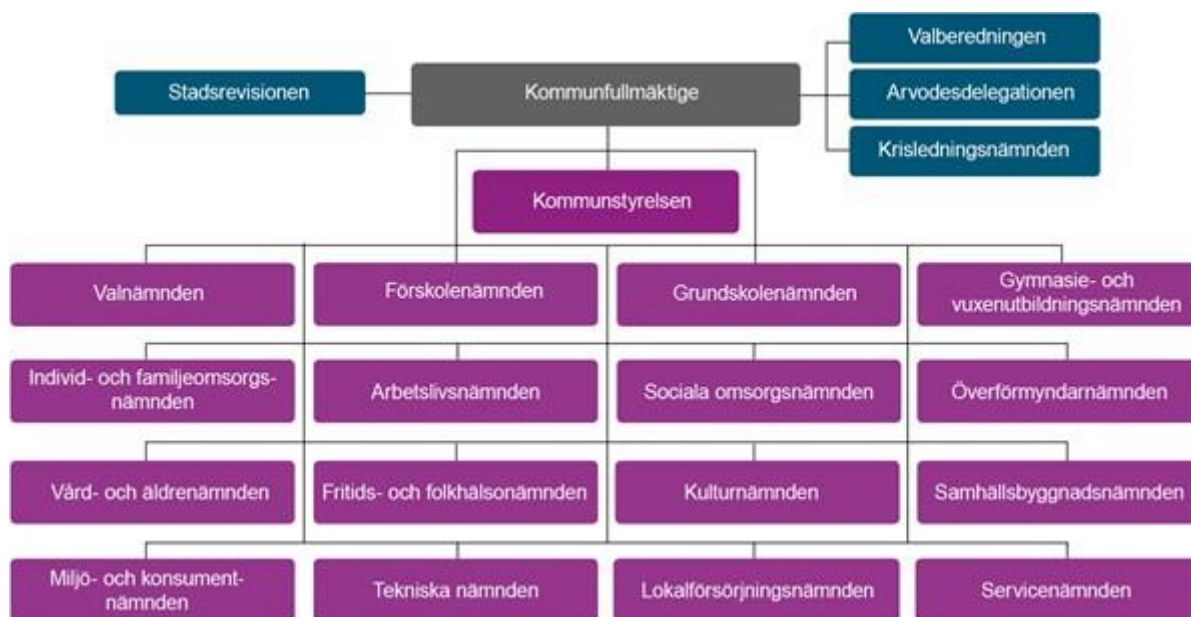 Valberedningen
Stadsrevisionen
Kommunfullmäktige
Arvodesdelegationen
Krisledningsnämnden
Kommunstyrelsen
Valnämnden
Förskolenämnden
Grundskolenämnden
Gymnasie- och
vuxenutbildningsnämnden
Individ- och familjeomsorgs-
nämnden
Arbetslivsnämnden
Sociala omsorgsnämnden
Överförmyndarnämnden
Vård- och äldrenämnden
Fritids- och folkhälsonämnden
Kulturnämnden
Samhällsbyggnadsnämnden
Miljö- och konsument-
nämnden
Tekniska nämnden
Lokalförsörjningsnämnden
Servicenämnden